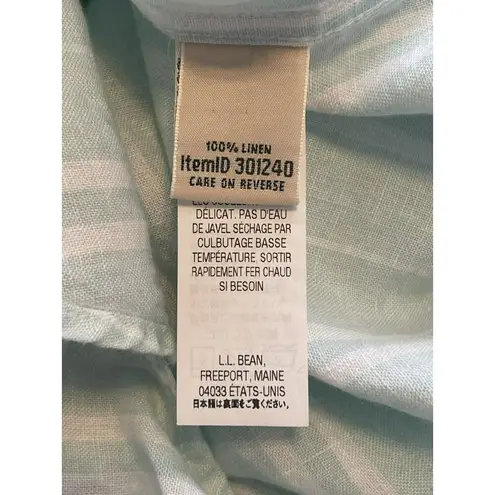 100% LINEN
ItemID 301240
CARE ON REVERSE
DÉLICAT. PAS D'EAU
DE JAVEL SÉCHAGE PAR
CULBUTAGE BASSE
TEMPÉRATURE, SORTIR
RAPIDEMENT FER CHAUD
SI BESOIN
L.L. BEAN,
FREEPORT, MAINE
04033 ÉTATS-UNIS
日本語は裏面をご覧ください。